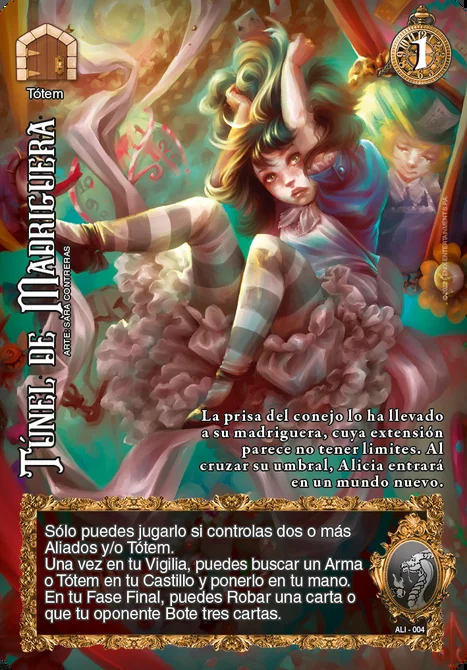 1
Tótem
TÚNEL DE MADRIGUERA
ARTE: SARA CONTRERAS
La prisa del conejo lo ha llevado
a su madriguera, cuya extensión
parece no tener limites. Al
cruzar su umbral, Alicia entrará
en un mundo nuevo.
Sólo puedes jugarlo si controlas dos o más
Aliados y/o Tótem.
Una vez en tu Vigilia, puedes buscar un Arma
o Tótem en tu Castillo y ponerlo en tu mano.
En tu Fase Final, puedes Robar una carta o
que tu oponente Bote tres cartas.
ALI - 004